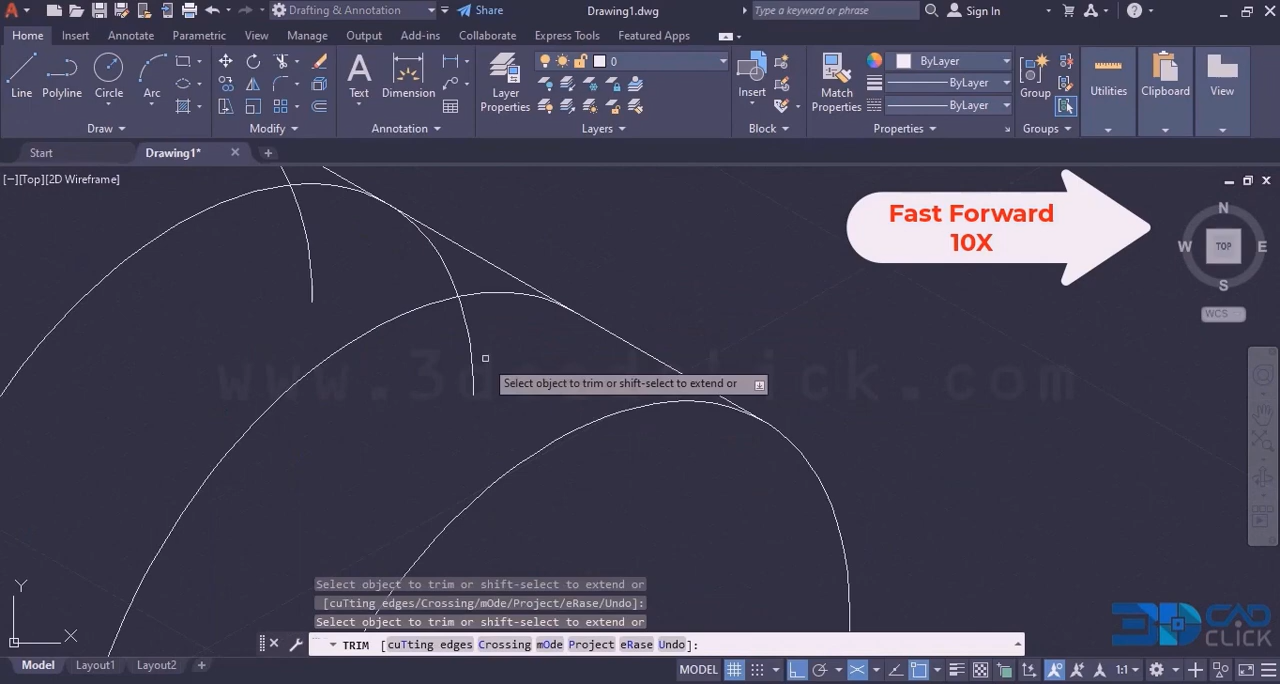 Drafting & Annotation
Share
Drawing1.dwg
Type a keyword or phrase
Sign In
Home
Insert
Annotate
Parametric
View
Manage
Output
Add-ins
Collaborate
Express Tools
Featured Apps
Line
Polyline
Circle
Arc
Text
Dimension
Layer
Properties
0
Insert
Match
Properties
ByLayer
ByLayer
ByLayer
Group
Utilities
Clipboard
View
Draw
Modify
Annotation
Layers
Block
Properties
Groups
Start
Drawing1*
[−][Top][2D Wireframe]
Fast Forward
10X
N
W
TOP
E
S
WCS
Select object to trim or shift-select to extend or
Select object to trim or shift-select to extend or
[cuTting edges/Crossing/mOde/Project/eRase/Undo]:
Select object to trim or shift-select to extend or
TRIM [cuTting edges Crossing mOde Project eRase Undo]:
Y
X
3D CAD
CLICK
Model
Layout1
Layout2
MODEL
1:1